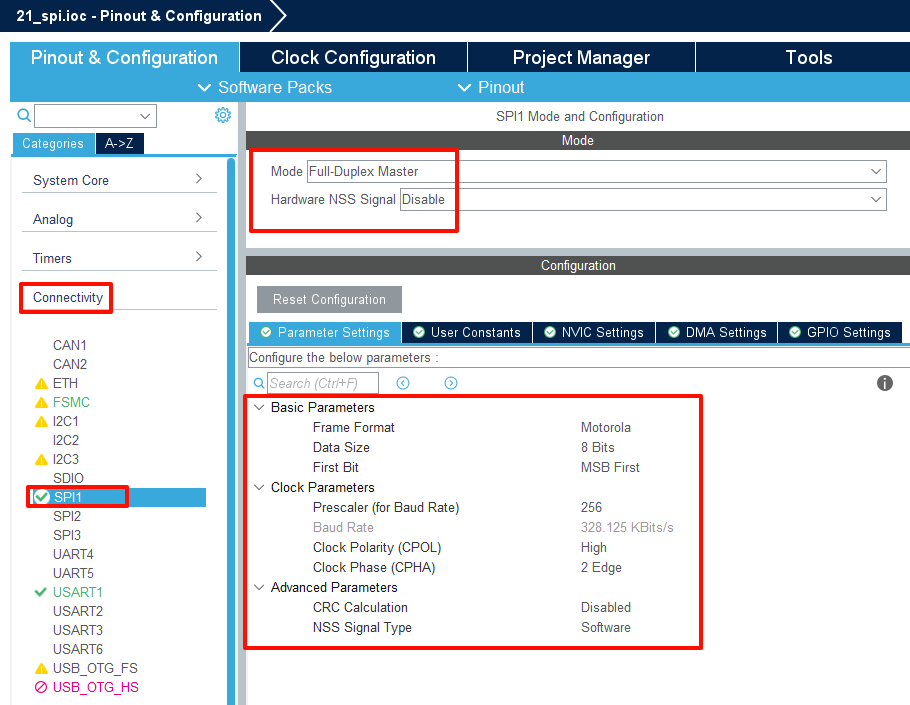 21_spi.ioc - Pinout & Configuration
Pinout & Configuration
Clock Configuration
Project Manager
Tools
Software Packs
Pinout
Categories
A->Z
System Core
Analog
Timers
Connectivity
CAN1
CAN2
ETH
FSMC
I2C1
I2C2
I2C3
SDIO
SPI1
SPI2
SPI3
UART4
UART5
USART1
USART2
USART3
USART6
USB_OTG_FS
USB_OTG_HS
SPI1 Mode and Configuration
Mode
Mode Full-Duplex Master
Hardware NSS Signal Disable
Configuration
Reset Configuration
Parameter Settings
User Constants
NVIC Settings
DMA Settings
GPIO Settings
Configure the below parameters :
Search (Ctrl+F)
Basic Parameters
Frame Format Motorola
Data Size 8 Bits
First Bit MSB First
Clock Parameters
Prescaler (for Baud Rate) 256
Baud Rate 328.125 KBits/s
Clock Polarity (CPOL) High
Clock Phase (CPHA) 2 Edge
Advanced Parameters
CRC Calculation Disabled
NSS Signal Type Software